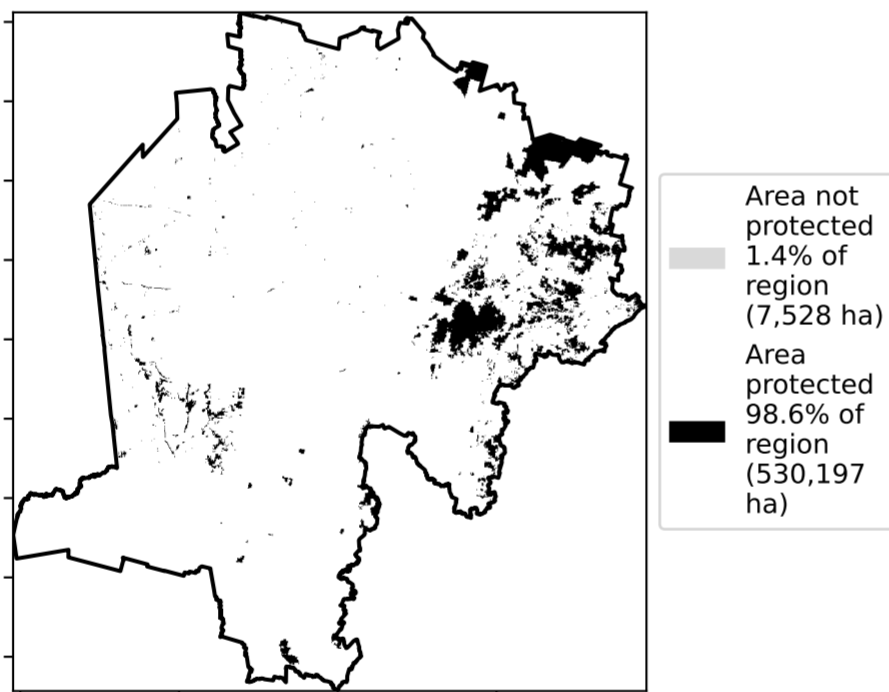 Area not
protected
1.4% of
region
(7,528 ha)
Area
protected
98.6% of
region
(530,197
ha)